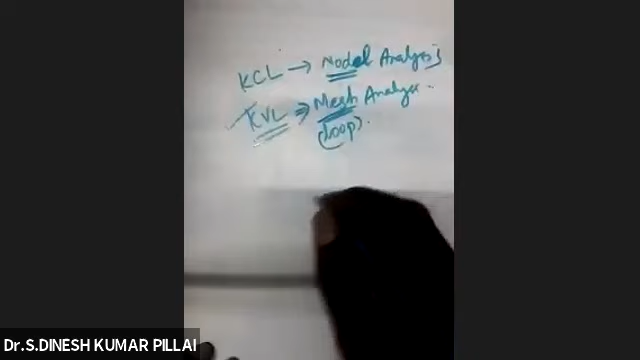 KCL → Nodal Analysis
KVL ⇒ Mesh Analysis.
(loop).
Dr.S.DINESH KUMAR PILLAI